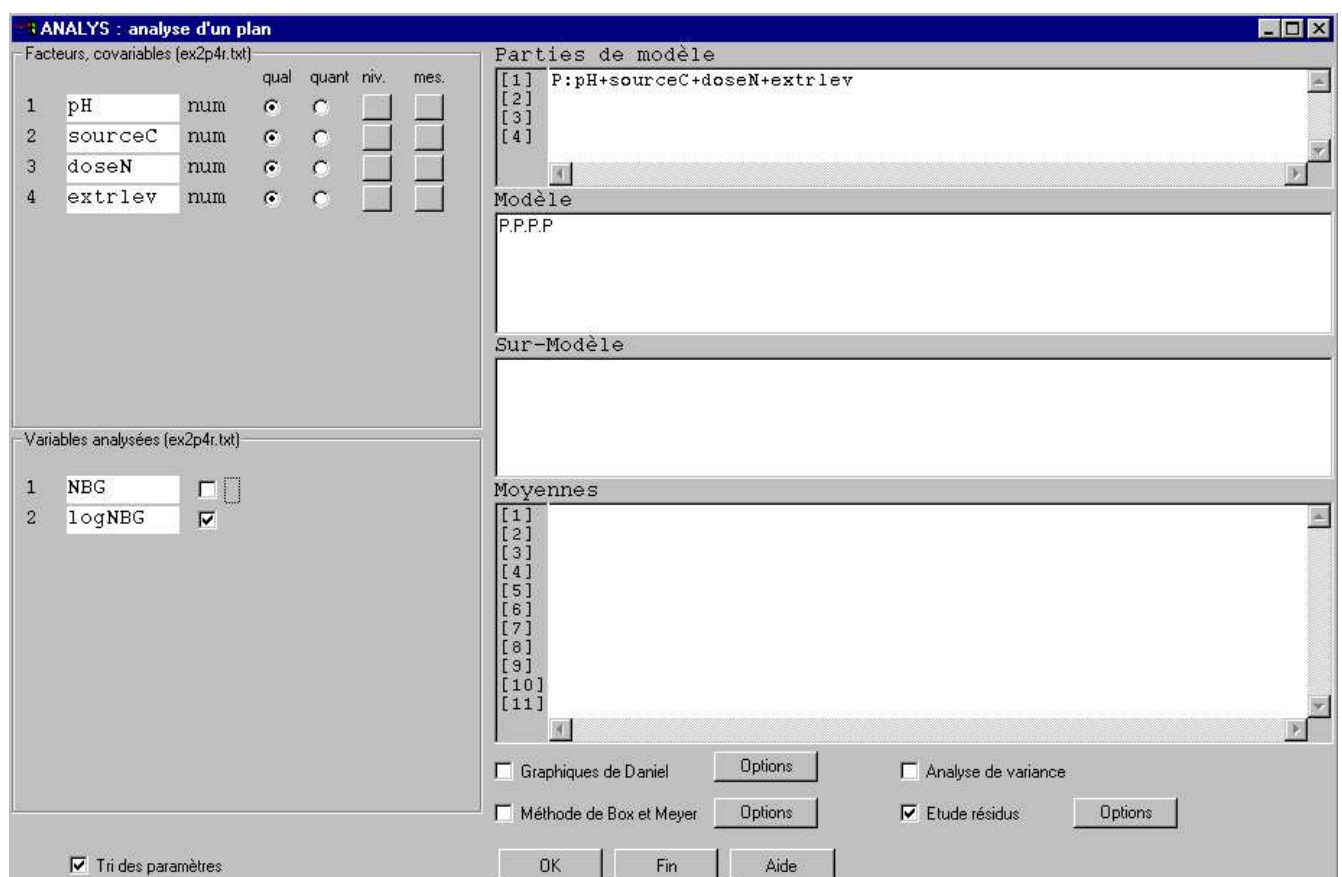 ANALYS : analyse d'un plan
Facteurs, covariables (ex2p4r.txt)
qual quant niv. mes.
1 pH num
2 sourceC num
3 doseN num
4 extrlev num
Variables analysées (ex2p4r.txt)
1 NBG
2 logNBG
Tri des paramètres
Parties de modèle
[1] P:pH+sourceC+doseN+extrlev
[2]
[3]
[4]
Modèle
P.P.P.P
Sur-Modèle
Moyennes
[1]
[2]
[3]
[4]
[5]
[6]
[7]
[8]
[9]
[10]
[11]
Graphiques de Daniel Options Analyse de variance
Méthode de Box et Meyer Options Etude résidus Options
OK Fin Aide